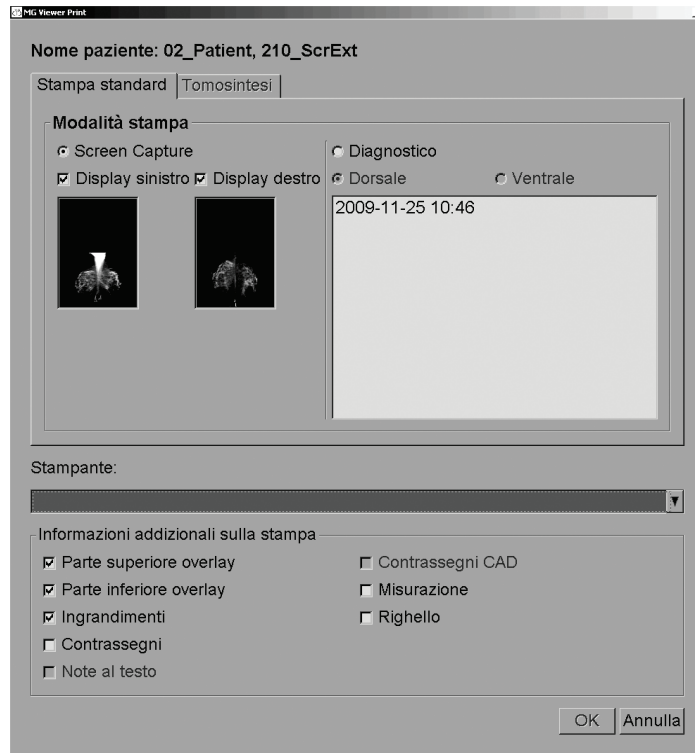 MG Viewer Print
Nome paziente: 02_Patient, 210_ScrExt
Stampa standard Tomosintesi
Modalità stampa
Screen Capture Diagnostico
Display sinistro Display destro Dorsale Ventrale
2009-11-25 10:46
Stampante:
Informazioni addizionali sulla stampa
Parte superiore overlay Contrassegni CAD
Parte inferiore overlay Misurazione
Ingrandimenti Righello
Contrassegni
Note al testo
OK Annulla